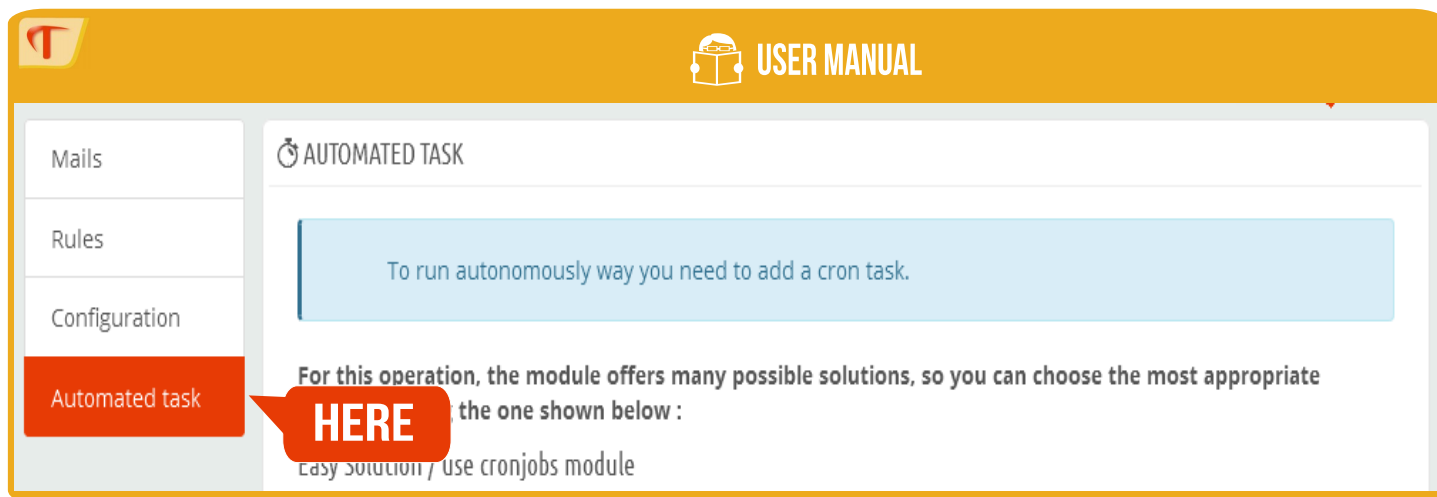 USER MANUAL
Mails
Rules
Configuration
Automated task
AUTOMATED TASK
To run autonomously way you need to add a cron task.
For this operation, the module offers many possible solutions, so you can choose the most appropriate
the one shown below :
HERE
Easy Solution / use cronjobs module